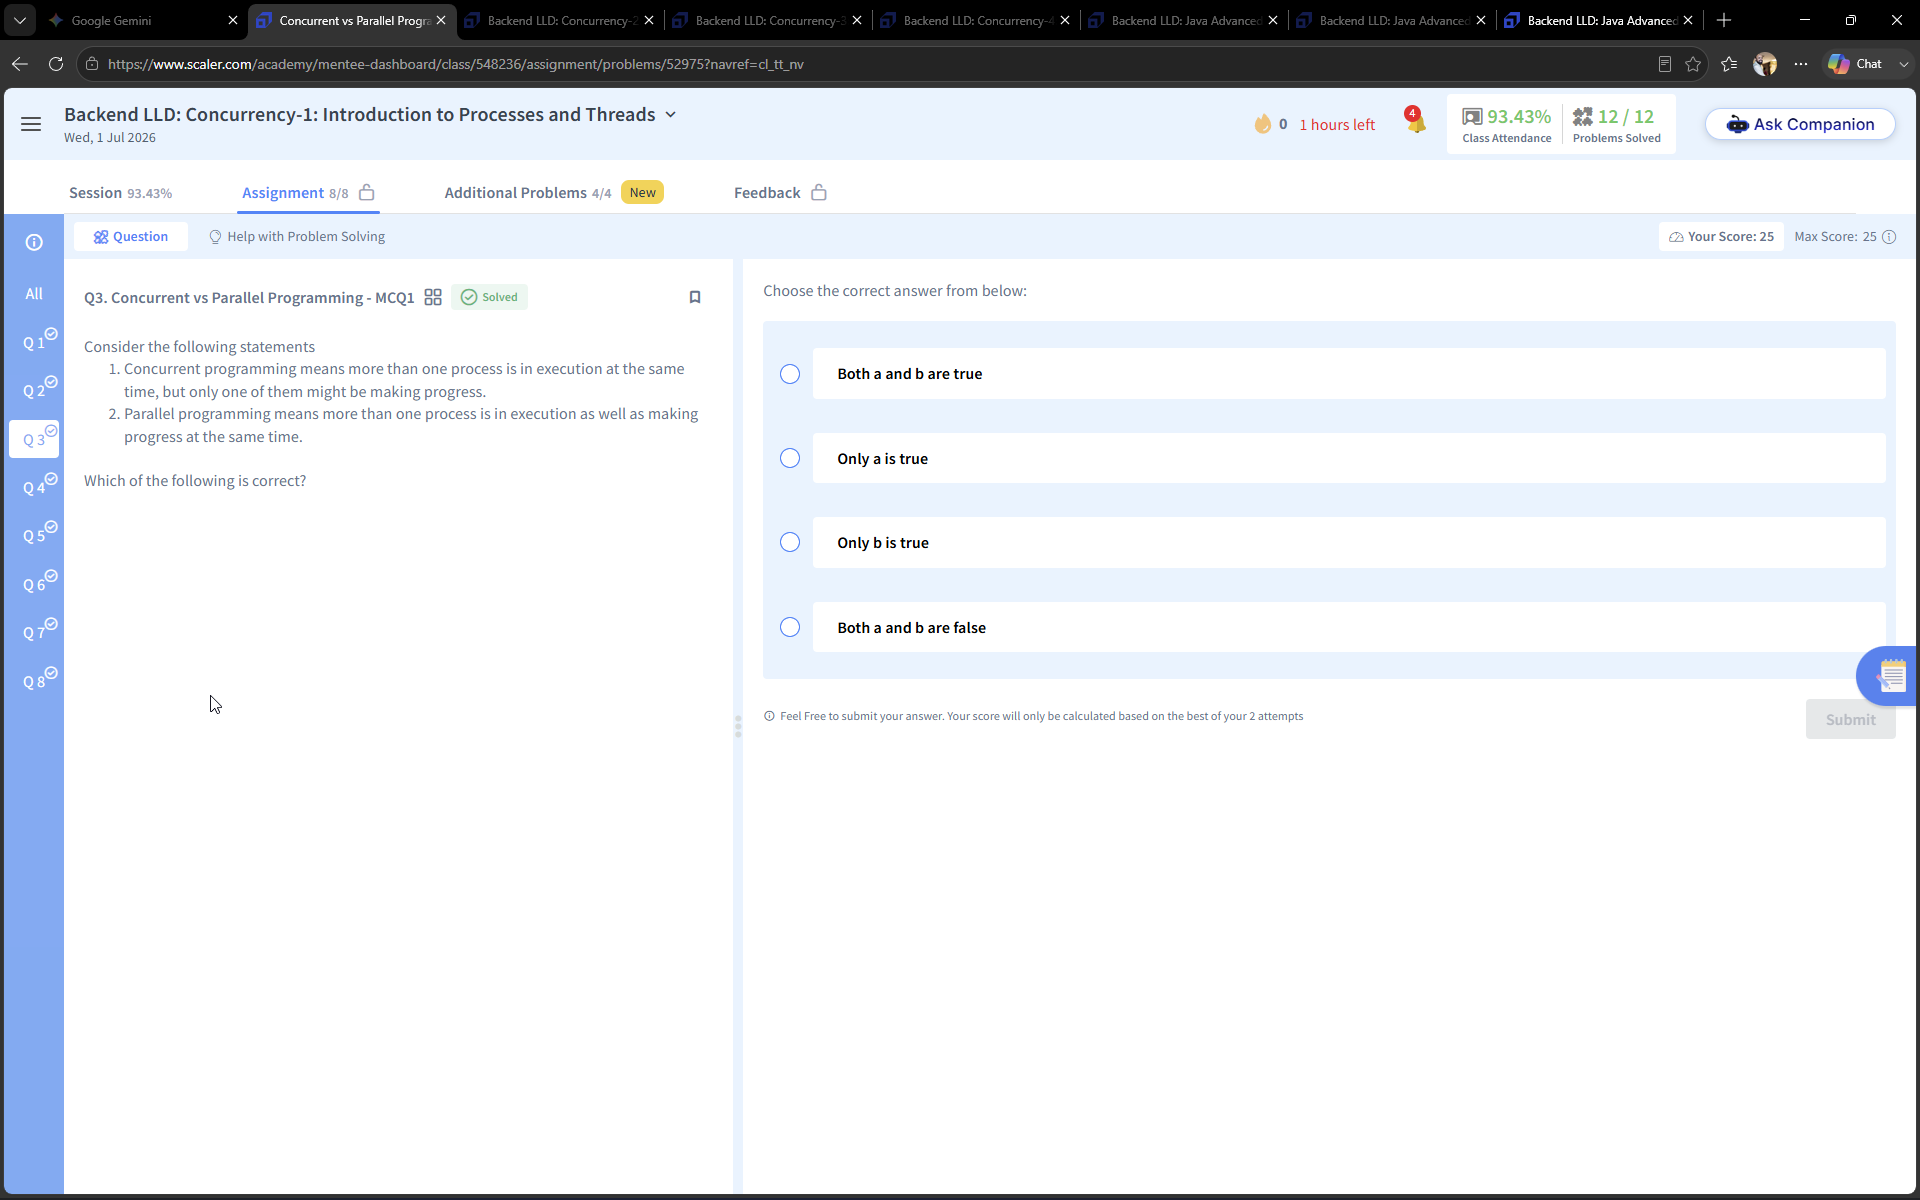 Google Gemini
Concurrent vs Parallel Progra
Backend LLD: Concurrency-2
Backend LLD: Concurrency-3
Backend LLD: Concurrency-4
Backend LLD: Java Advanced
Backend LLD: Java Advanced
Backend LLD: Java Advanced
https://www.scaler.com/academy/mentee-dashboard/class/548236/assignment/problems/52975?navref=cl_tt_nv
Chat
Backend LLD: Concurrency-1: Introduction to Processes and Threads
Wed, 1 Jul 2026
0 1 hours left
4
93.43%
Class Attendance
12 / 12
Problems Solved
Ask Companion
Session 93.43%
Assignment 8/8
Additional Problems 4/4 New
Feedback
Question
Help with Problem Solving
Your Score: 25
Max Score: 25
All
Q 1
Q 2
Q 3
Q 4
Q 5
Q 6
Q 7
Q 8
Q3. Concurrent vs Parallel Programming - MCQ1
Solved
Consider the following statements
1. Concurrent programming means more than one process is in execution at the same
time, but only one of them might be making progress.
2. Parallel programming means more than one process is in execution as well as making
progress at the same time.
Which of the following is correct?
Choose the correct answer from below:
Both a and b are true
Only a is true
Only b is true
Both a and b are false
Feel Free to submit your answer. Your score will only be calculated based on the best of your 2 attempts
Submit